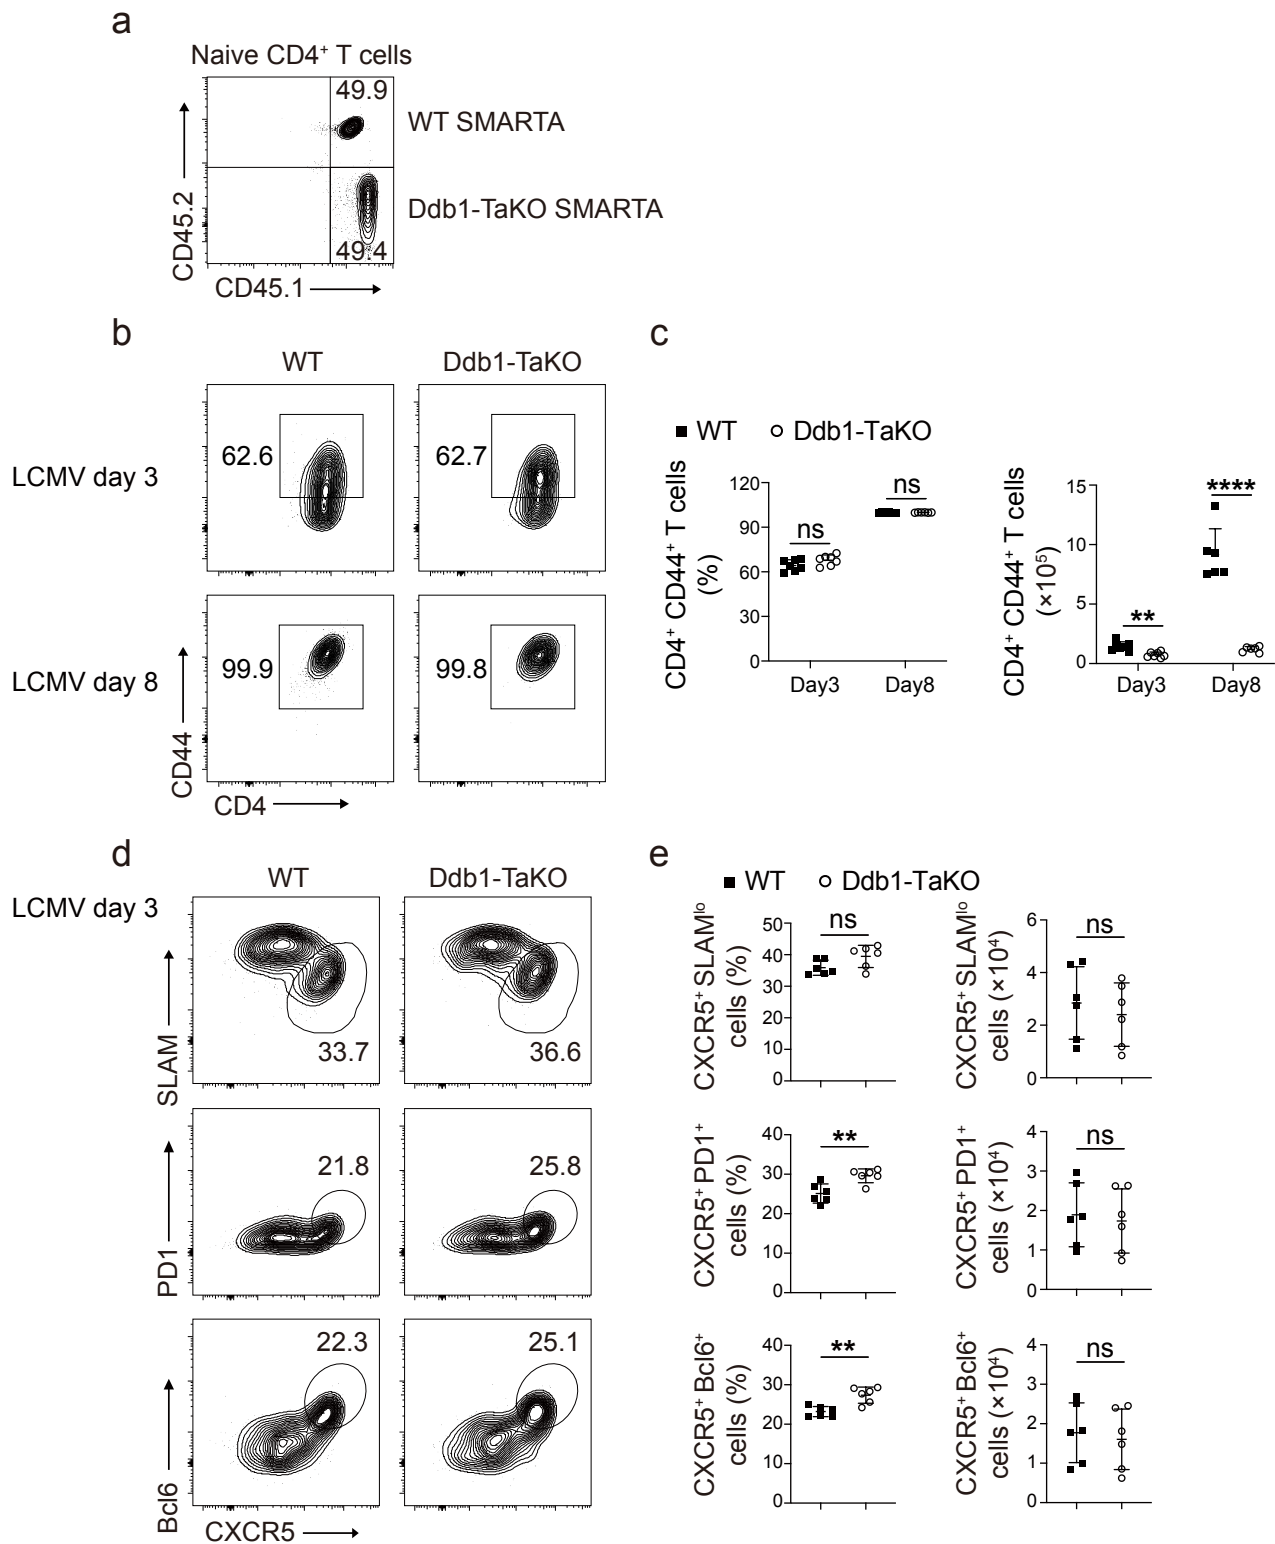 a
Naive CD4⁺ T cells
49.9
WT SMARTA
Ddb1-TaKO SMARTA
49.4
CD45.2
CD45.1
b
WT
Ddb1-TaKO
LCMV day 3
62.6
62.7
LCMV day 8
99.9
99.8
CD44
CD4
c
WT
Ddb1-TaKO
CD4⁺ CD44⁺ T cells
(%)
120
90
60
30
0
ns
ns
Day3
Day8
CD4⁺ CD44⁺ T cells
(×10⁵)
15
10
5
0
**
****
Day3
Day8
d
WT
Ddb1-TaKO
LCMV day 3
SLAM
33.7
36.6
PD1
21.8
25.8
Bcl6
22.3
25.1
CXCR5
e
WT
Ddb1-TaKO
CXCR5⁺SLAMˡᵒ
cells (%)
50
40
30
20
10
0
ns
CXCR5⁺SLAMˡᵒ
cells (×10⁴)
6
4
2
0
ns
CXCR5⁺PD1⁺
cells (%)
40
30
20
10
0
**
CXCR5⁺PD1⁺
cells (×10⁴)
4
3
2
1
0
ns
CXCR5⁺Bcl6⁺
cells (%)
40
30
20
10
0
**
CXCR5⁺Bcl6⁺
cells (×10⁴)
4
3
2
1
0
ns